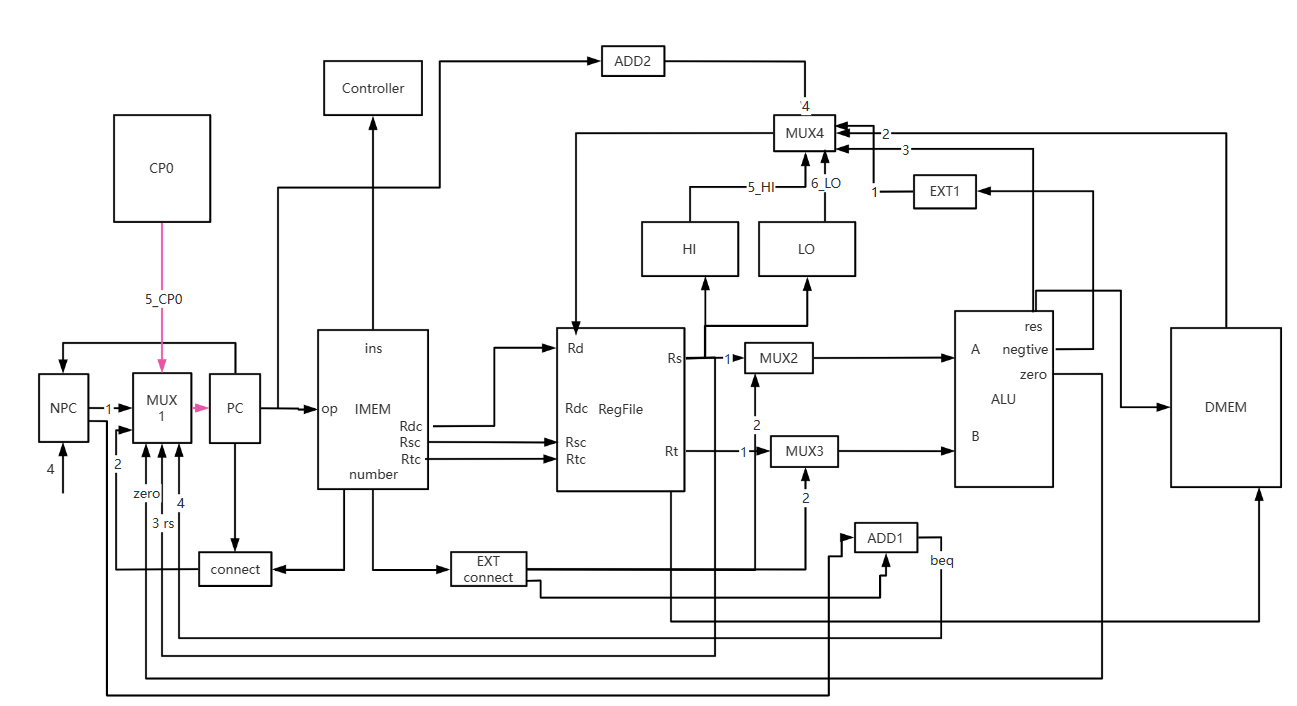 ADD2
Controller
4
MUX4
2
3
CP0
5_HI
6_LO
1
EXT1
HI
LO
5_CP0
res
ins
Rd
Rs
1
MUX2
A
negtive
zero
NPC
1
MUX
1
PC
op
IMEM
Rdc
RegFile
ALU
DMEM
Rdc
2
B
Rsc
Rsc
Rtc
Rtc
Rt
1
MUX3
2
4
number
zero
4
2
3 rs
ADD1
beq
connect
EXT
connect